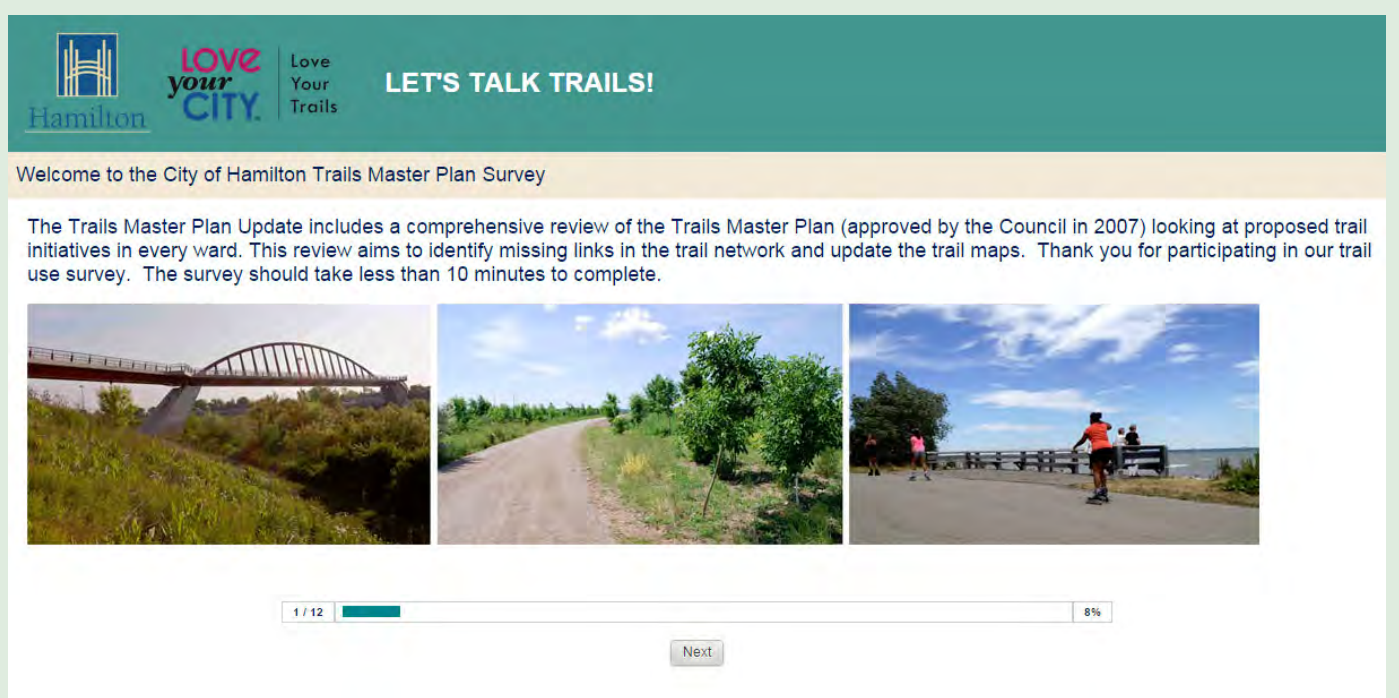 Hamilton
LOVE
your
CITY.
Love
Your
Trails
LET'S TALK TRAILS!
Welcome to the City of Hamilton Trails Master Plan Survey
The Trails Master Plan Update includes a comprehensive review of the Trails Master Plan (approved by the Council in 2007) looking at proposed trail
initiatives in every ward. This review aims to identify missing links in the trail network and update the trail maps.  Thank you for participating in our trail
use survey.  The survey should take less than 10 minutes to complete.
1 / 12
8%
Next